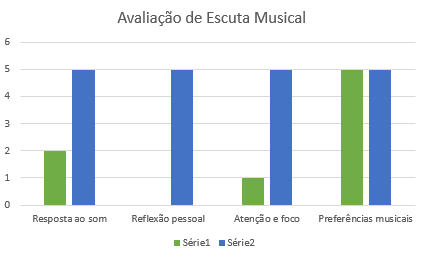 Avaliação de Escuta Musical
6
5
4
3
2
1
0
Resposta ao som
Reflexão pessoal
Atenção e foco
Preferências musicais
Série1
Série2